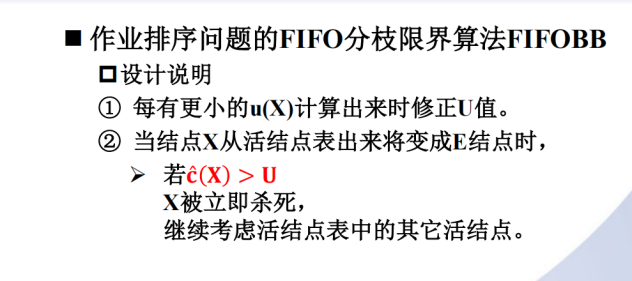 ■ 作业排序问题的FIFO分枝限界算法FIFOBB
□设计说明
① 每有更小的u(X)计算出来时修正U值。
② 当结点X从活结点表出来将变成E结点时，
➢ 若ĉ(X) > U
X被立即杀死，
继续考虑活结点表中的其它活结点。